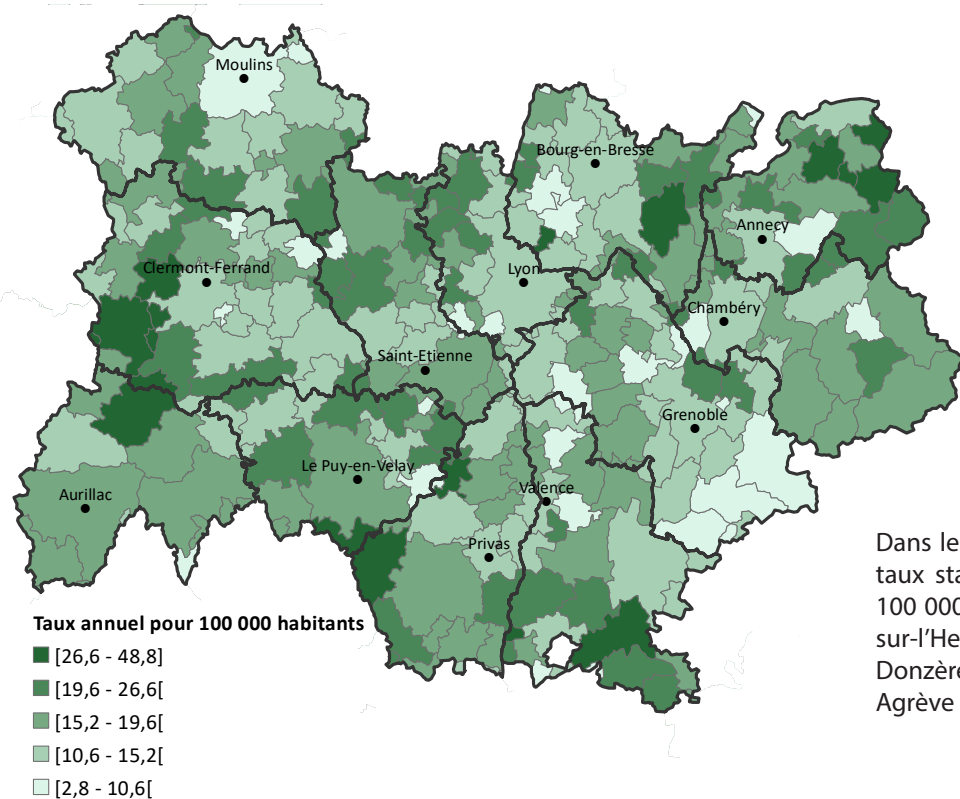 Moulins
Bourg-en-Bresse
Annecy
Clermont-Ferrand
Lyon
Chambéry
Saint-Etienne
Grenoble
Le Puy-en-Velay
Aurillac
Valence
Privas
Dans le
taux sta
100 000
sur-l'He
Donzère
Agrève
Taux annuel pour 100 000 habitants
[26,6 - 48,8]
[19,6 - 26,6[
[15,2 - 19,6[
[10,6 - 15,2[
[2,8 - 10,6[